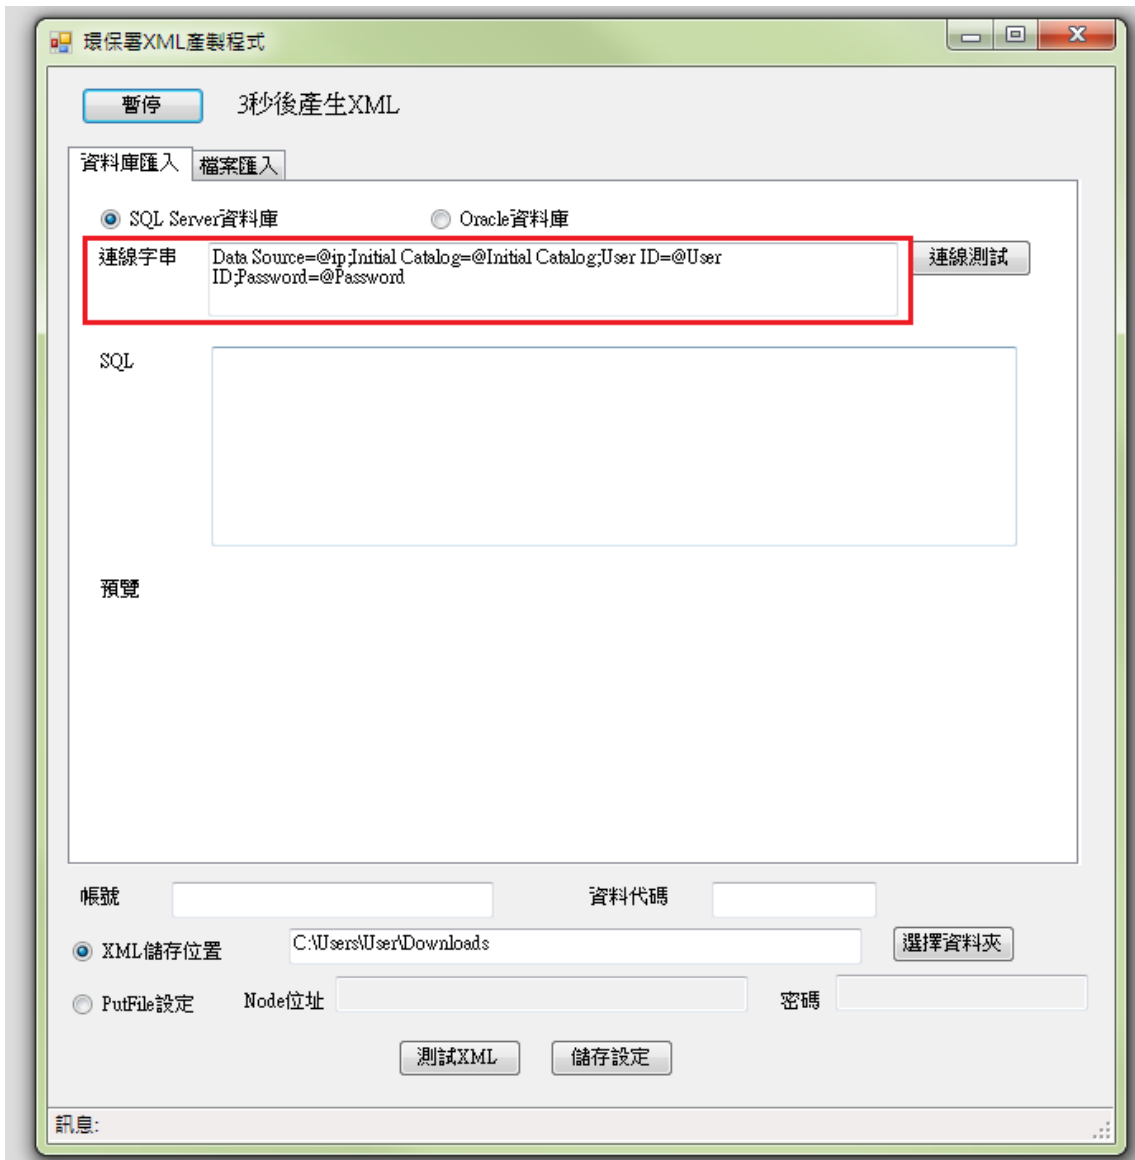 環保署XML產製程式
暫停 3秒後產生XML
資料庫匯入 檔案匯入
SQL Server資料庫 Oracle資料庫
連線字串 Data Source=@ip;Initial Catalog=@Initial Catalog;User ID=@User 連線測試
ID;Password=@Password
SQL
預覽
帳號 資料代碼
XML儲存位置 C:\Users\User\Downloads 選擇資料夾
PutFile設定 Node位址 密碼
測試XML 儲存設定
訊息: